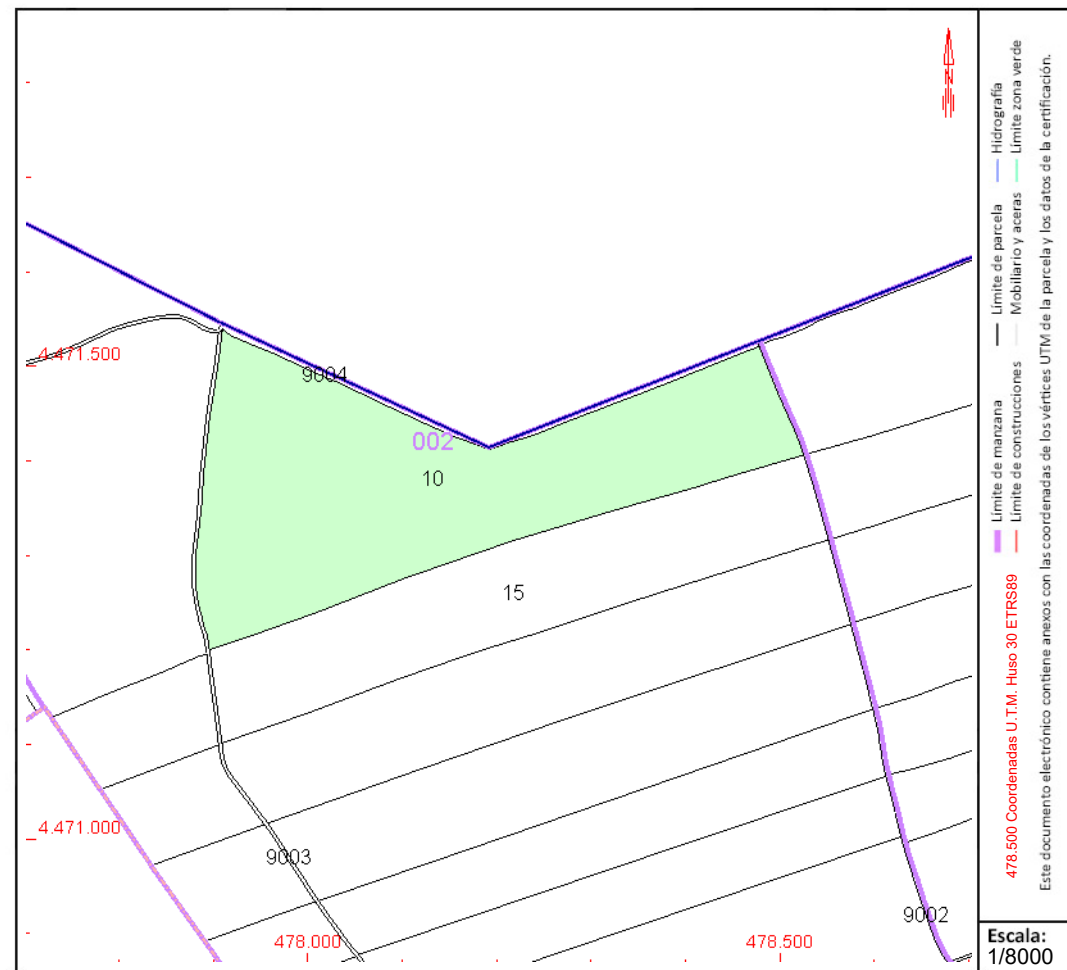 N
4.471.500
9004
002
10
15
4.471.000
9003
9002
478.000
478.500
Límite de manzana
Límite de parcela
Hidrografía
Límite de construcciones
Mobiliario y aceras
Límite zona verde
478.500 Coordenadas U.T.M. Huso 30 ETRS89
Este documento electrónico contiene anexos con las coordenadas de los vértices UTM de la parcela y los datos de la certificación.
Escala:
1/8000